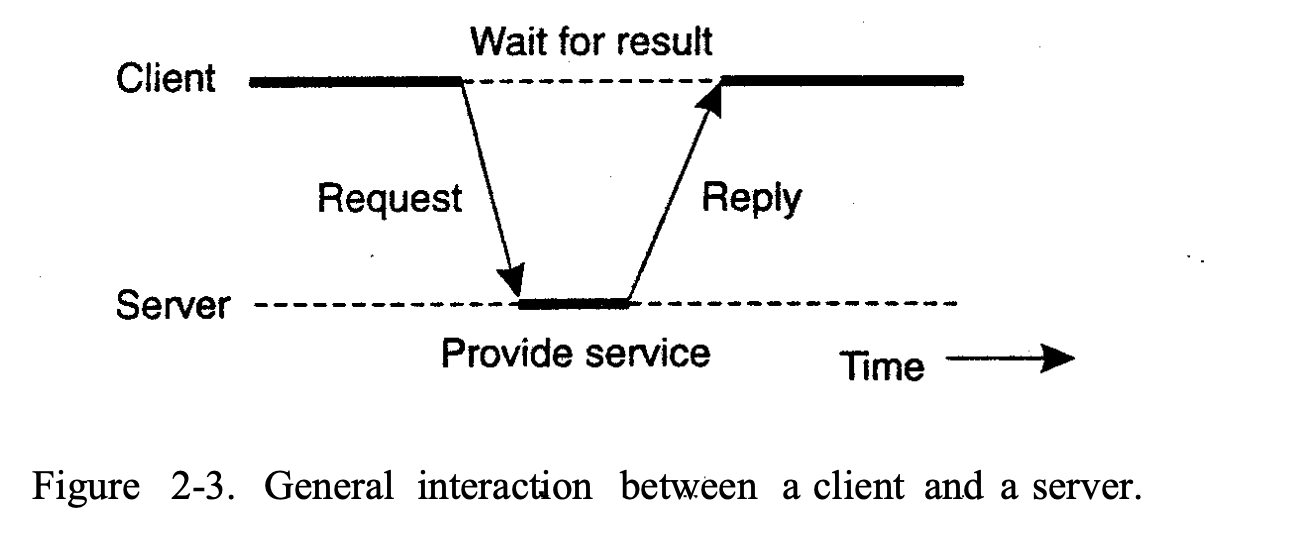 Wait for result
Client
Request
Reply
Server
Provide service
Time
Figure 2-3. General interaction between a client and a server.